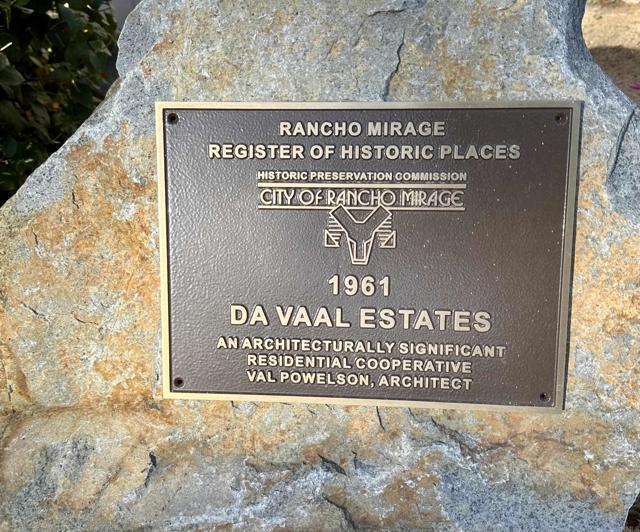 RANCHO MIRAGE
REGISTER OF HISTORIC PLACES
HISTORIC PRESERVATION COMMISSION
CITY OF RANCHO MIRAGE
1961
DA VAAL ESTATES
AN ARCHITECTURALLY SIGNIFICANT
RESIDENTIAL COOPERATIVE
VAL POWELSON, ARCHITECT